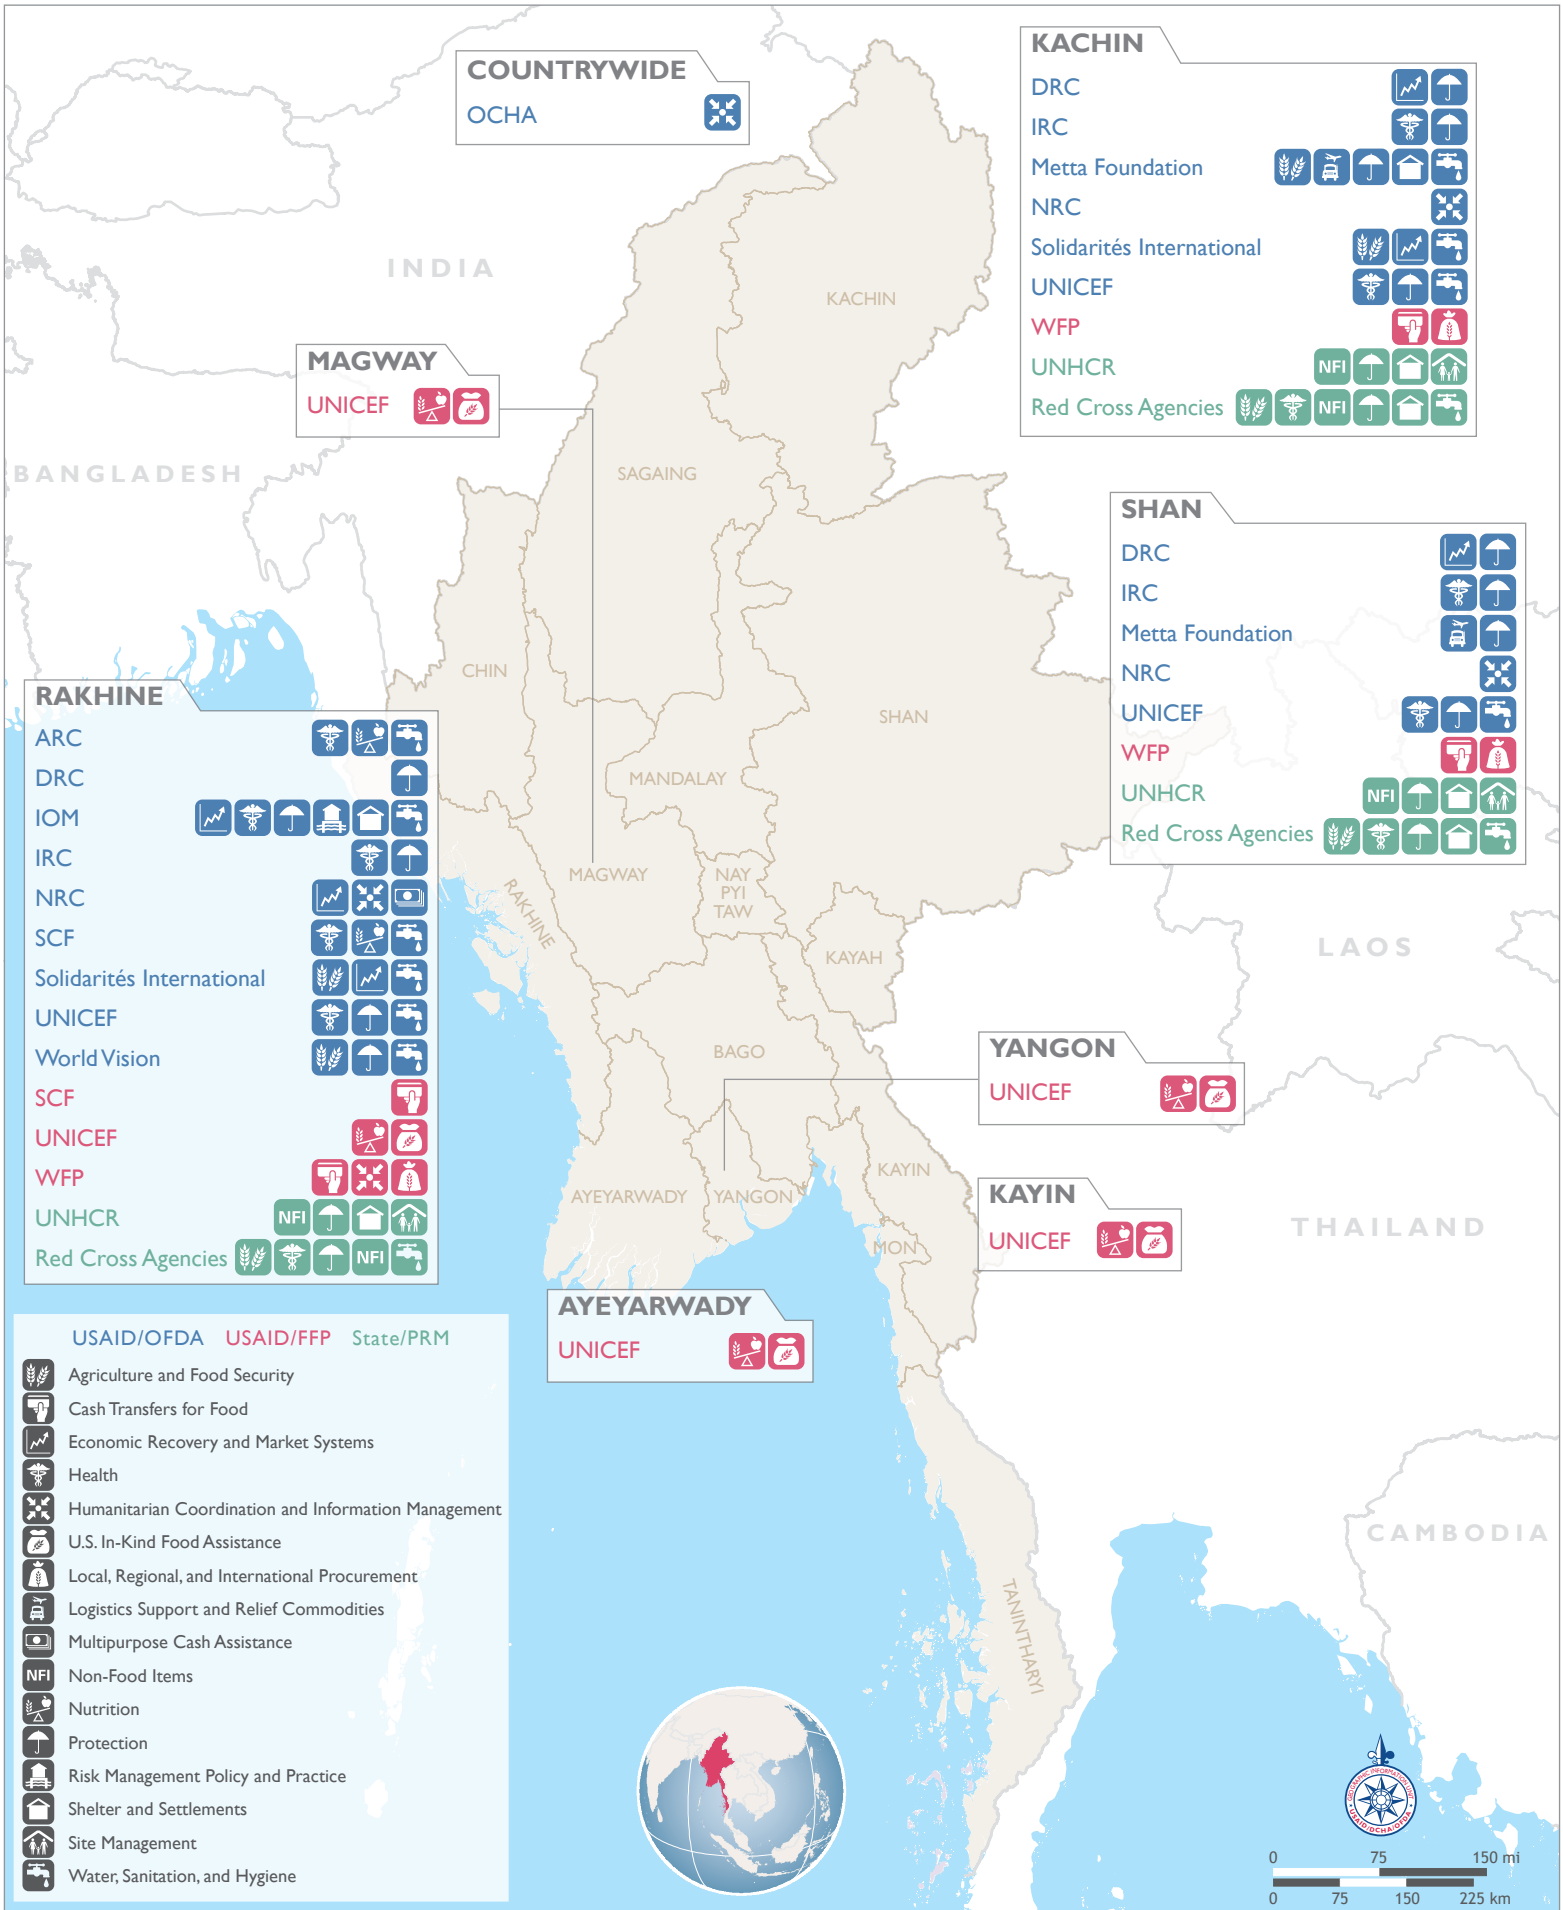 COUNTRYWIDE
OCHA
KACHIN
DRC
IRC
Metta Foundation
NRC
Solidarités International
UNICEF
WFP
UNHCR
NFI
Red Cross Agencies
NFI
INDIA
KACHIN
MAGWAY
UNICEF
BANGLADESH
SAGAING
SHAN
DRC
IRC
Metta Foundation
NRC
UNICEF
WFP
UNHCR
NFI
Red Cross Agencies
CHIN
SHAN
MANDALAY
RAKHINE
ARC
DRC
IOM
IRC
NRC
SCF
Solidarités International
UNICEF
World Vision
SCF
UNICEF
WFP
UNHCR
NFI
Red Cross Agencies
NFI
MAGWAY
NAY
PYI
TAW
RAKHINE
KAYAH
LAOS
BAGO
YANGON
UNICEF
KAYIN
AYEYARWADY
YANGON
KAYIN
UNICEF
THAILAND
MON
AYEYARWADY
UNICEF
USAID/OFDA USAID/FFP State/PRM
Agriculture and Food Security
Cash Transfers for Food
Economic Recovery and Market Systems
Health
Humanitarian Coordination and Information Management
U.S. In-Kind Food Assistance
Local, Regional, and International Procurement
Logistics Support and Relief Commodities
Multipurpose Cash Assistance
NFI Non-Food Items
Nutrition
Protection
Risk Management Policy and Practice
Shelter and Settlements
Site Management
Water, Sanitation, and Hygiene
CAMBODIA
TANINTHARYI
GEOGRAPHIC INFORMATION UNIT
USAID/DCHA/OFDA
0 75 150 mi
0 75 150 225 km